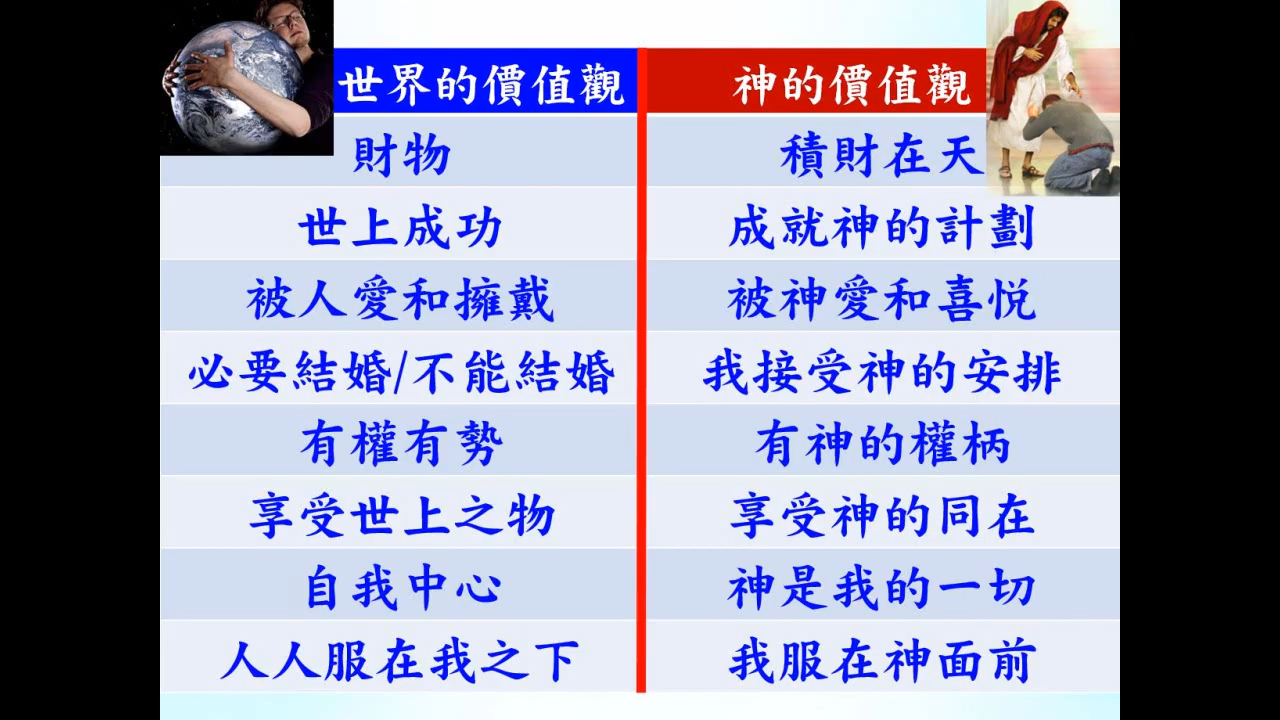 世界的價值觀 神的價值觀
財物 積財在天
世上成功 成就神的計劃
被人愛和擁戴 被神愛和喜悅
必要結婚/不能結婚 我接受神的安排
有權有勢 有神的權柄
享受世上之物 享受神的同在
自我中心 神是我的一切
人人服在我之下 我服在神面前